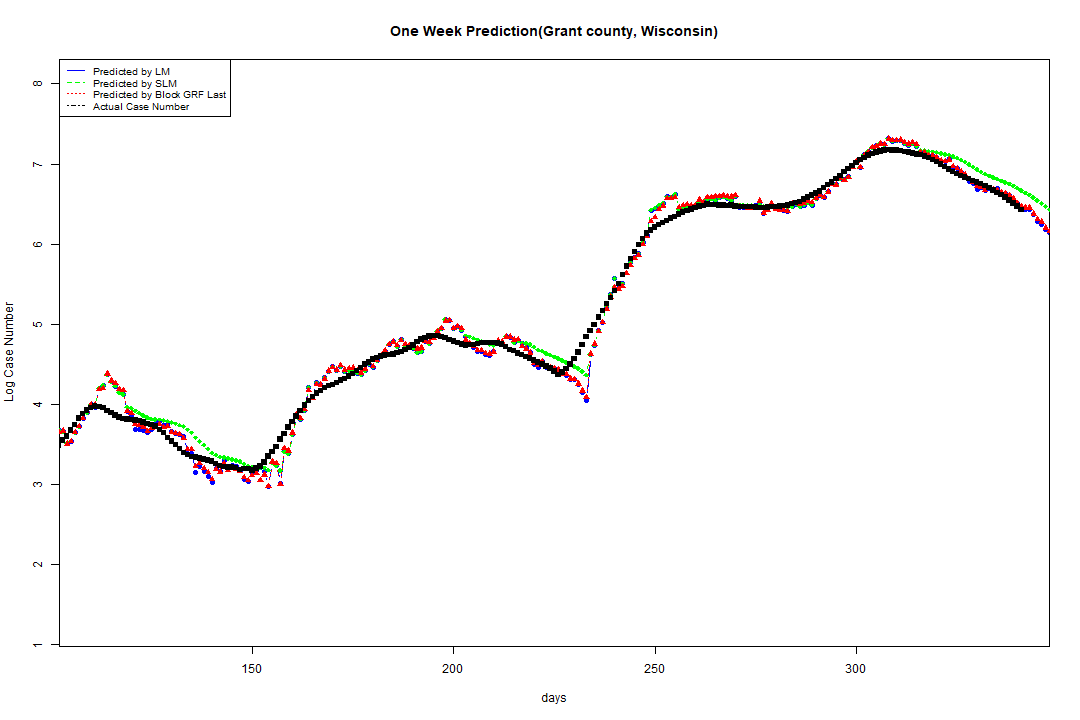 One Week Prediction(Grant county, Wisconsin)
Predicted by LM
Predicted by SLM
Predicted by Block GRF Last
Actual Case Number
8
7
6
5
4
3
2
1
Log Case Number
150 200 250 300
days